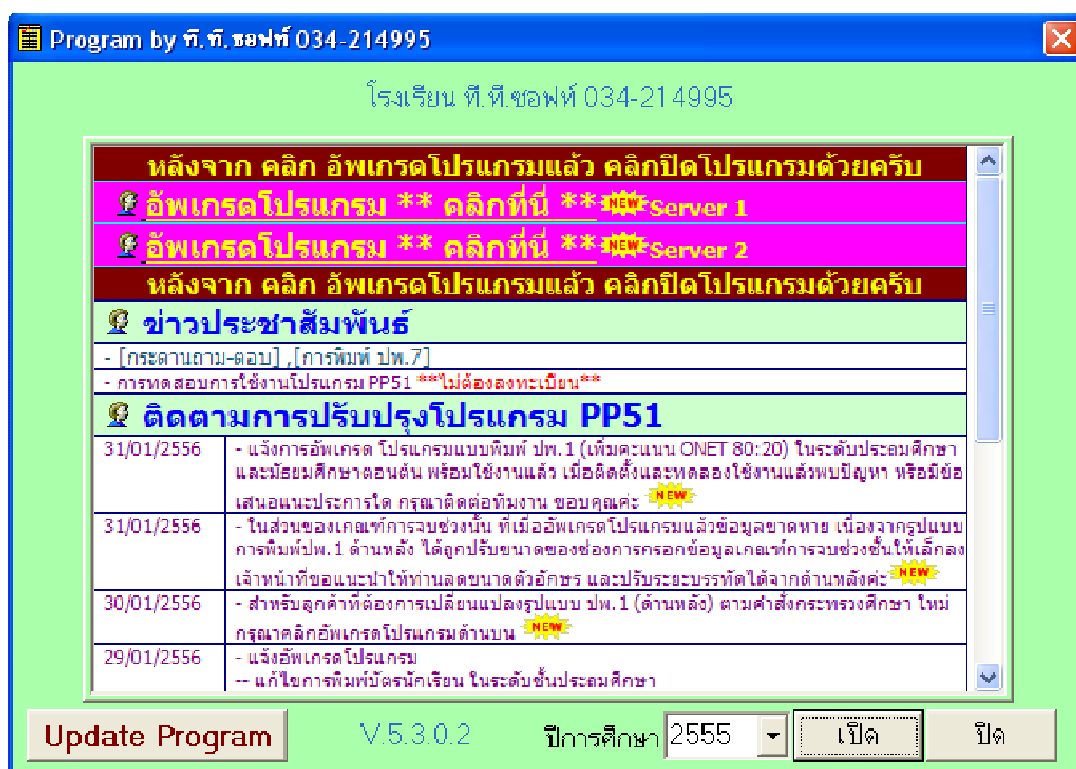 Program by ที.ที.ซอฟท์ 034-214995
โรงเรียน ที.ที.ซอฟท์ 034-214995
หลังจาก คลิก อัพเกรดโปรแกรมแล้ว คลิกปิดโปรแกรมด้วยครับ
อัพเกรดโปรแกรม ** คลิกที่นี่ ** NEW Server 1
อัพเกรดโปรแกรม ** คลิกที่นี่ ** NEW Server 2
หลังจาก คลิก อัพเกรดโปรแกรมแล้ว คลิกปิดโปรแกรมด้วยครับ
ข่าวประชาสัมพันธ์
- [กระดานถาม-ตอบ] ,[การพิมพ์ ปพ.7]
- การทดสอบการใช้งานโปรแกรม PP51 **ไม่ต้องลงทะเบียน**
ติดตามการปรับปรุงโปรแกรม PP51
31/01/2556 - แจ้งการอัพเกรด โปรแกรมแบบพิมพ์ ปพ.1 (เพิ่มคะแนน ONET 80:20) ในระดับประถมศึกษา
และมัธยมศึกษาตอนต้น พร้อมใช้งานแล้ว เมื่อติดตั้งและทดลองใช้งานแล้วพบปัญหา หรือมีข้อ
เสนอแนะประการใด กรุณาติดต่อทีมงาน ขอบคุณค่ะ NEW
31/01/2556 - ในส่วนของเกณฑ์การจบช่วงนั้น ที่เมื่ออัพเกรดโปรแกรมแล้วข้อมูลขาดหาย เนื่องจากรูปแบบ
การพิมพ์ปพ.1 ด้านหลัง ได้ถูกปรับขนาดของช่องการกรอกข้อมูลเกณฑ์การจบช่วงชั้นให้เล็กลง
เจ้าหน้าที่ขอแนะนำให้ท่านลดขนาดตัวอักษร และปรับระยะบรรทัดได้จากด้านหลังค่ะ NEW
30/01/2556 - สำหรับลูกค้าที่ต้องการเปลี่ยนแปลงรูปแบบ ปพ.1 (ด้านหลัง) ตามคำสั่งกระทรวงศึกษา ใหม่
กรุณาคลิกอัพเกรดโปรแกรมด้านบน NEW
29/01/2556 - แจ้งอัพเกรดโปรแกรม
-- แก้ไขการพิมพ์บัตรนักเรียน ในระดับชั้นประถมศึกษา
Update Program V.5.3.0.2 ปีการศึกษา 2555 เปิด ปิด